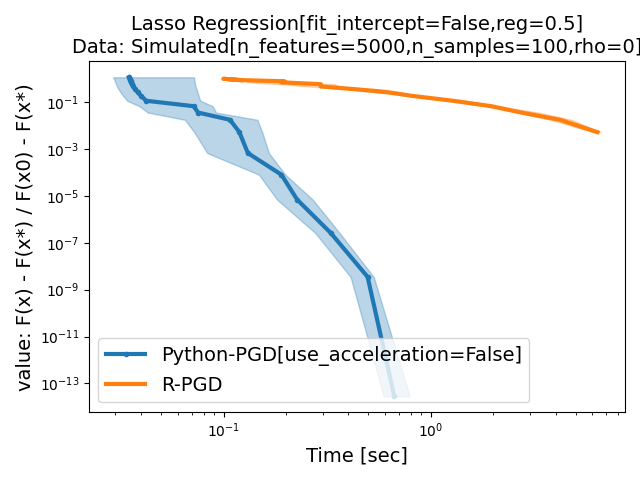 Lasso Regression[fit_intercept=False,reg=0.5]
Data: Simulated[n_features=5000,n_samples=100,rho=0]
value: F(x) - F(x*) / F(x0) - F(x*)
10⁻¹
10⁻³
10⁻⁵
10⁻⁷
10⁻⁹
10⁻¹¹
10⁻¹³
Python-PGD[use_acceleration=False]
R-PGD
10⁻¹ 10⁰
Time [sec]